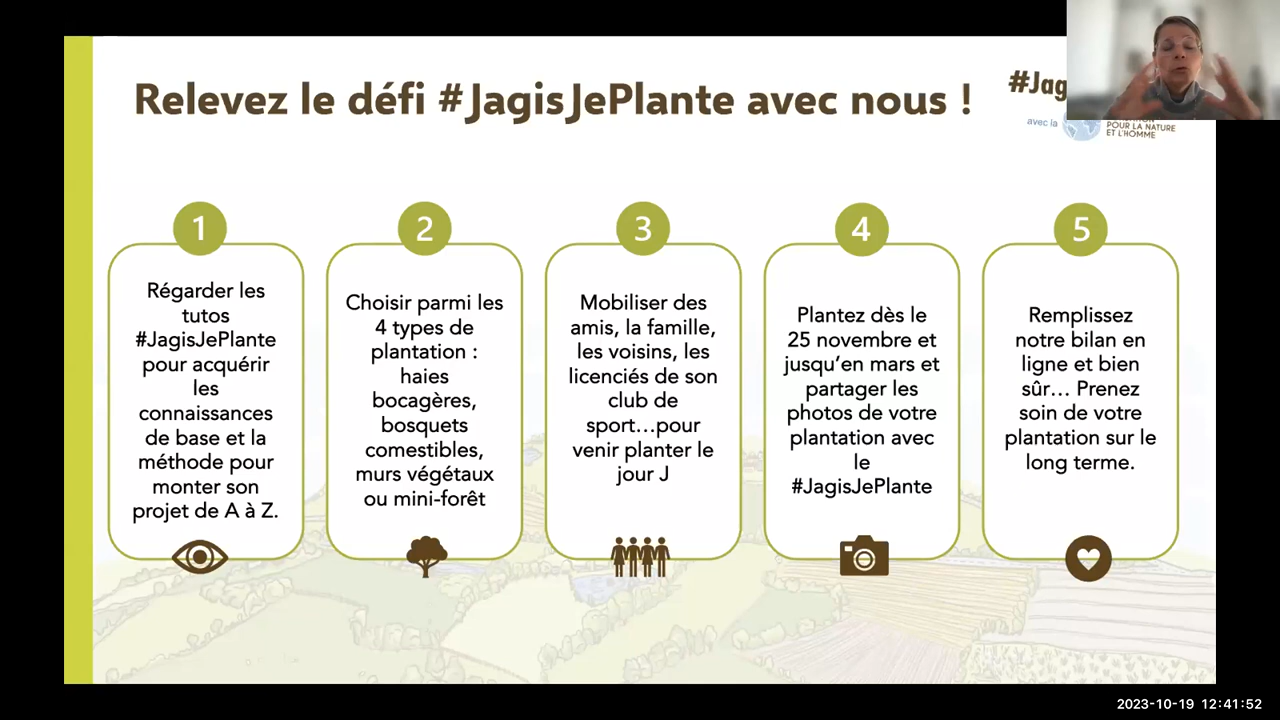 Relevez le défi #JagisJePlante avec nous !
#Jag
avec la
POUR LA NATURE
ET L'HOMME
1
Régarder les
tutos
#JagisJePlante
pour acquérir
les
connaissances
de base et la
méthode pour
monter son
projet de A à Z.
2
Choisir parmi les
4 types de
plantation :
haies
bocagères,
bosquets
comestibles,
murs végétaux
ou mini-forêt
3
Mobiliser des
amis, la famille,
les voisins, les
licenciés de son
club de
sport…pour
venir planter le
jour J
4
Plantez dès le
25 novembre et
jusqu'en mars et
partager les
photos de votre
plantation avec
le
#JagisJePlante
5
Remplissez
notre bilan en
ligne et bien
sûr… Prenez
soin de votre
plantation sur le
long terme.
2023-10-19 12:41:52